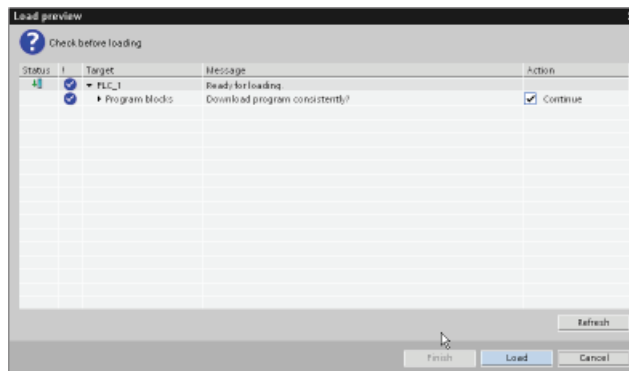 Load preview
Check before loading
Status ! Target Message Action
PLC_1 Ready for loading.
Program blocks Download program consistently? Continue
Refresh
Finish Load Cancel